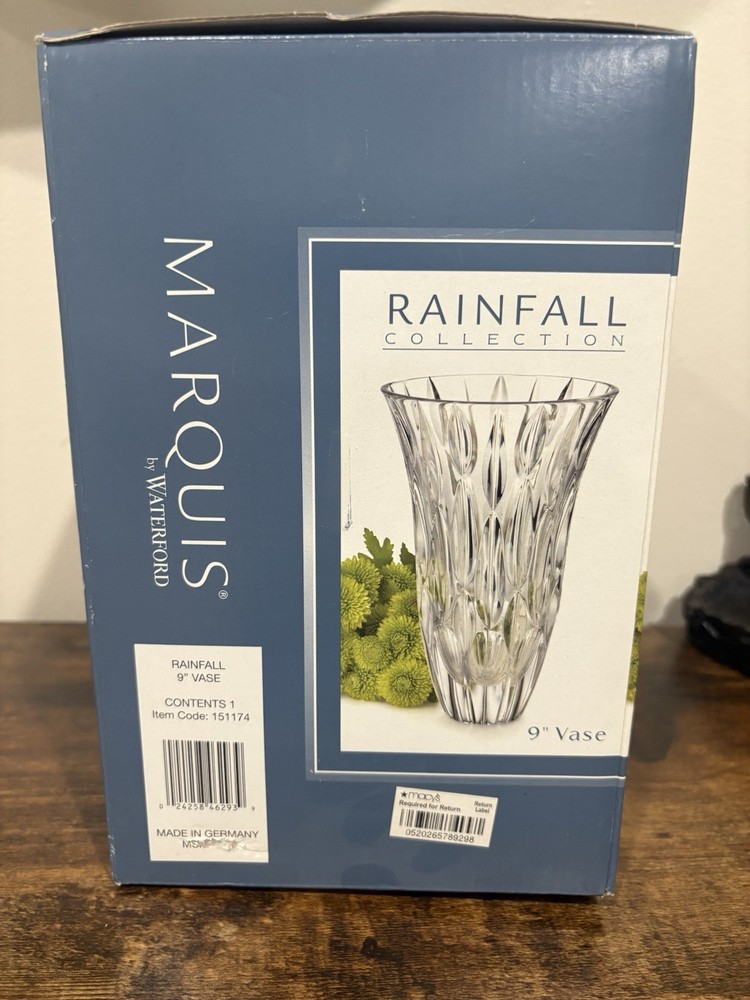 MARQUIS®
by WATERFORD
RAINFALL
COLLECTION
9" Vase
RAINFALL
9" VASE
CONTENTS 1
Item Code: 151174
0 24258 46293 9
MADE IN GERMANY
★macy's
Required for Return
Return
Label
0520265789298